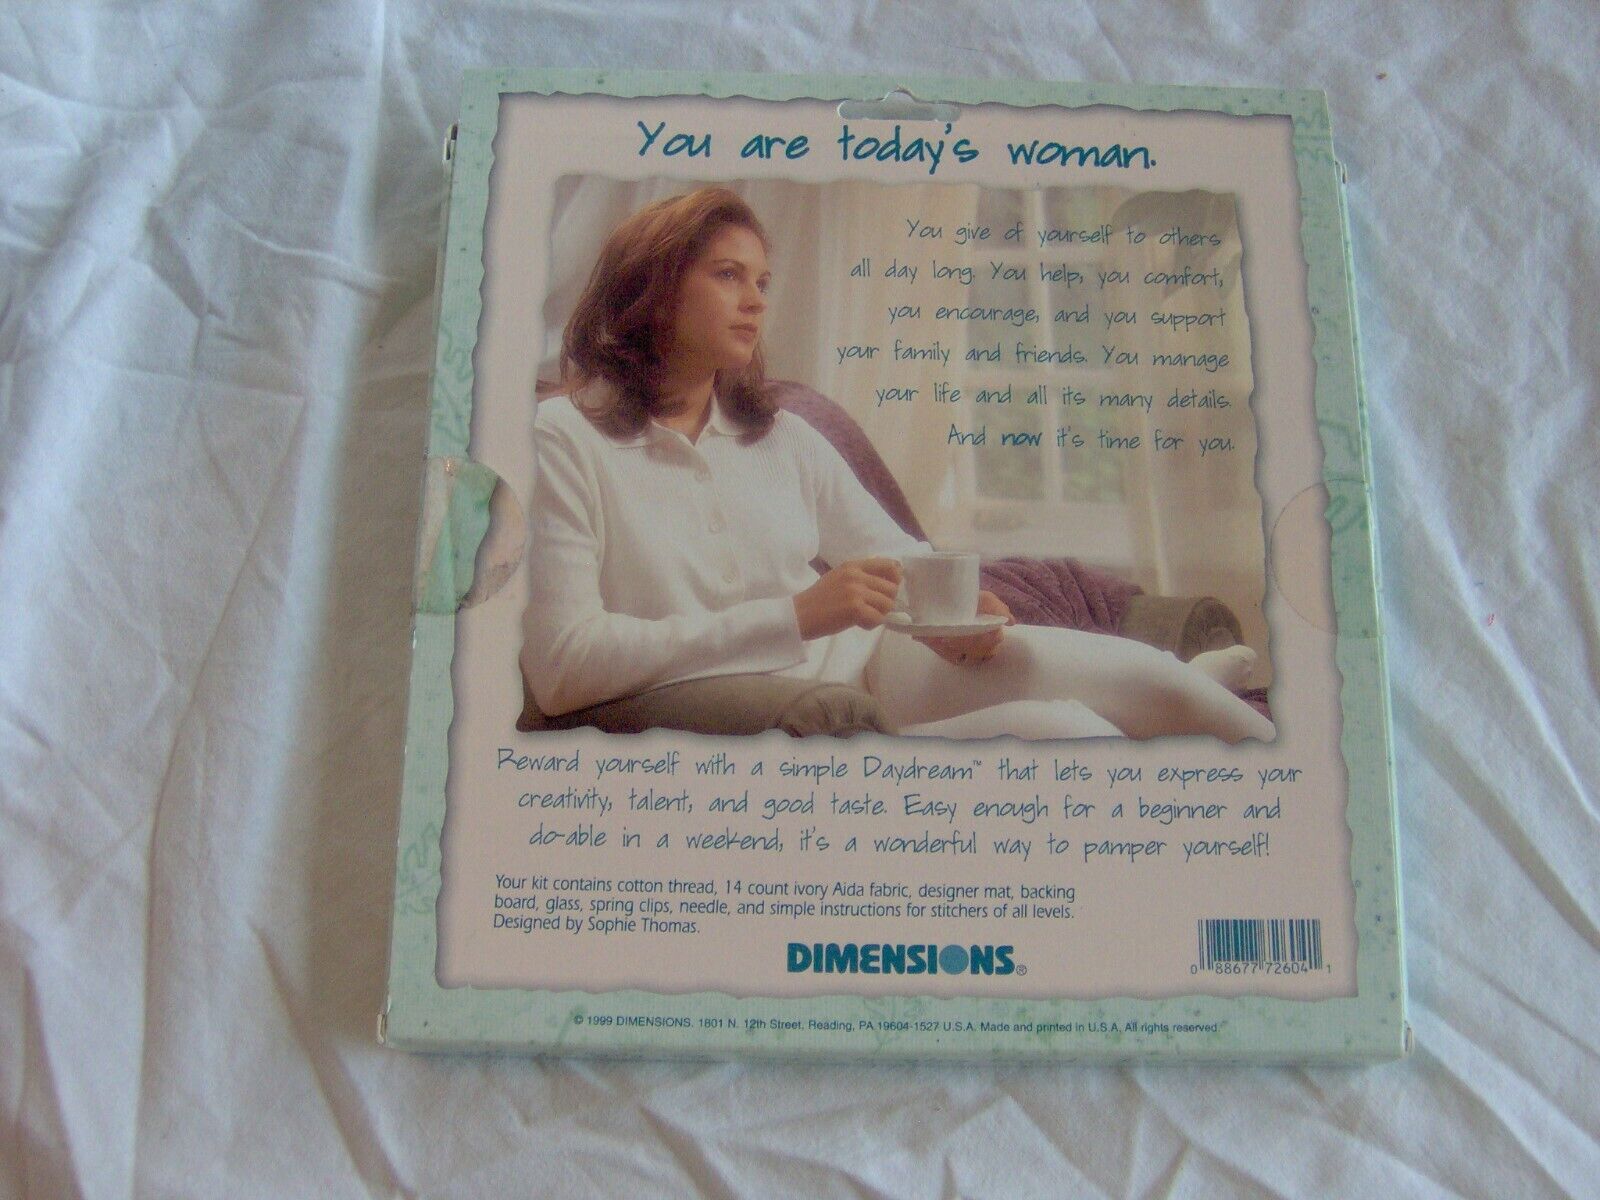 You are today's woman.
You give of yourself to others
all day long. You help, you comfort,
you encourage, and you support
your family and friends. You manage
your life and all its many details.
And now it's time for you.
Reward yourself with a simple Daydream™ that lets you express your
creativity, talent, and good taste. Easy enough for a beginner and
do-able in a weekend, it's a wonderful way to pamper yourself!
Your kit contains cotton thread, 14 count ivory Aida fabric, designer mat, backing
board, glass, spring clips, needle, and simple instructions for stitchers of all levels.
Designed by Sophie Thomas.
DIMENSIONS®
0 88677 72604 1
© 1999 DIMENSIONS. 1801 N. 12th Street, Reading, PA 19604-1527 U.S.A. Made and printed in U.S.A. All rights reserved.